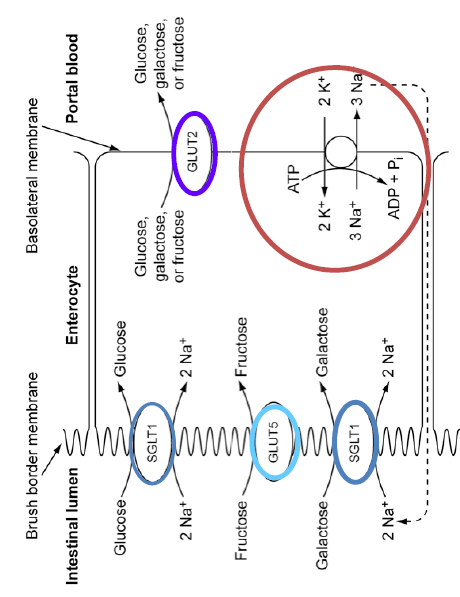 Brush border membrane
Basolateral membrane
Intestinal lumen
Enterocyte
Portal blood
Glucose
SGLT1
Glucose
2 Na⁺
2 Na⁺
Glucose,
galactose,
or fructose
GLUT2
Glucose,
galactose,
or fructose
Fructose
GLUT5
Fructose
Galactose
SGLT1
Galactose
2 Na⁺
2 Na⁺
ATP
2 K⁺
2 K⁺
3 Na⁺
3 Na
ADP + Pi